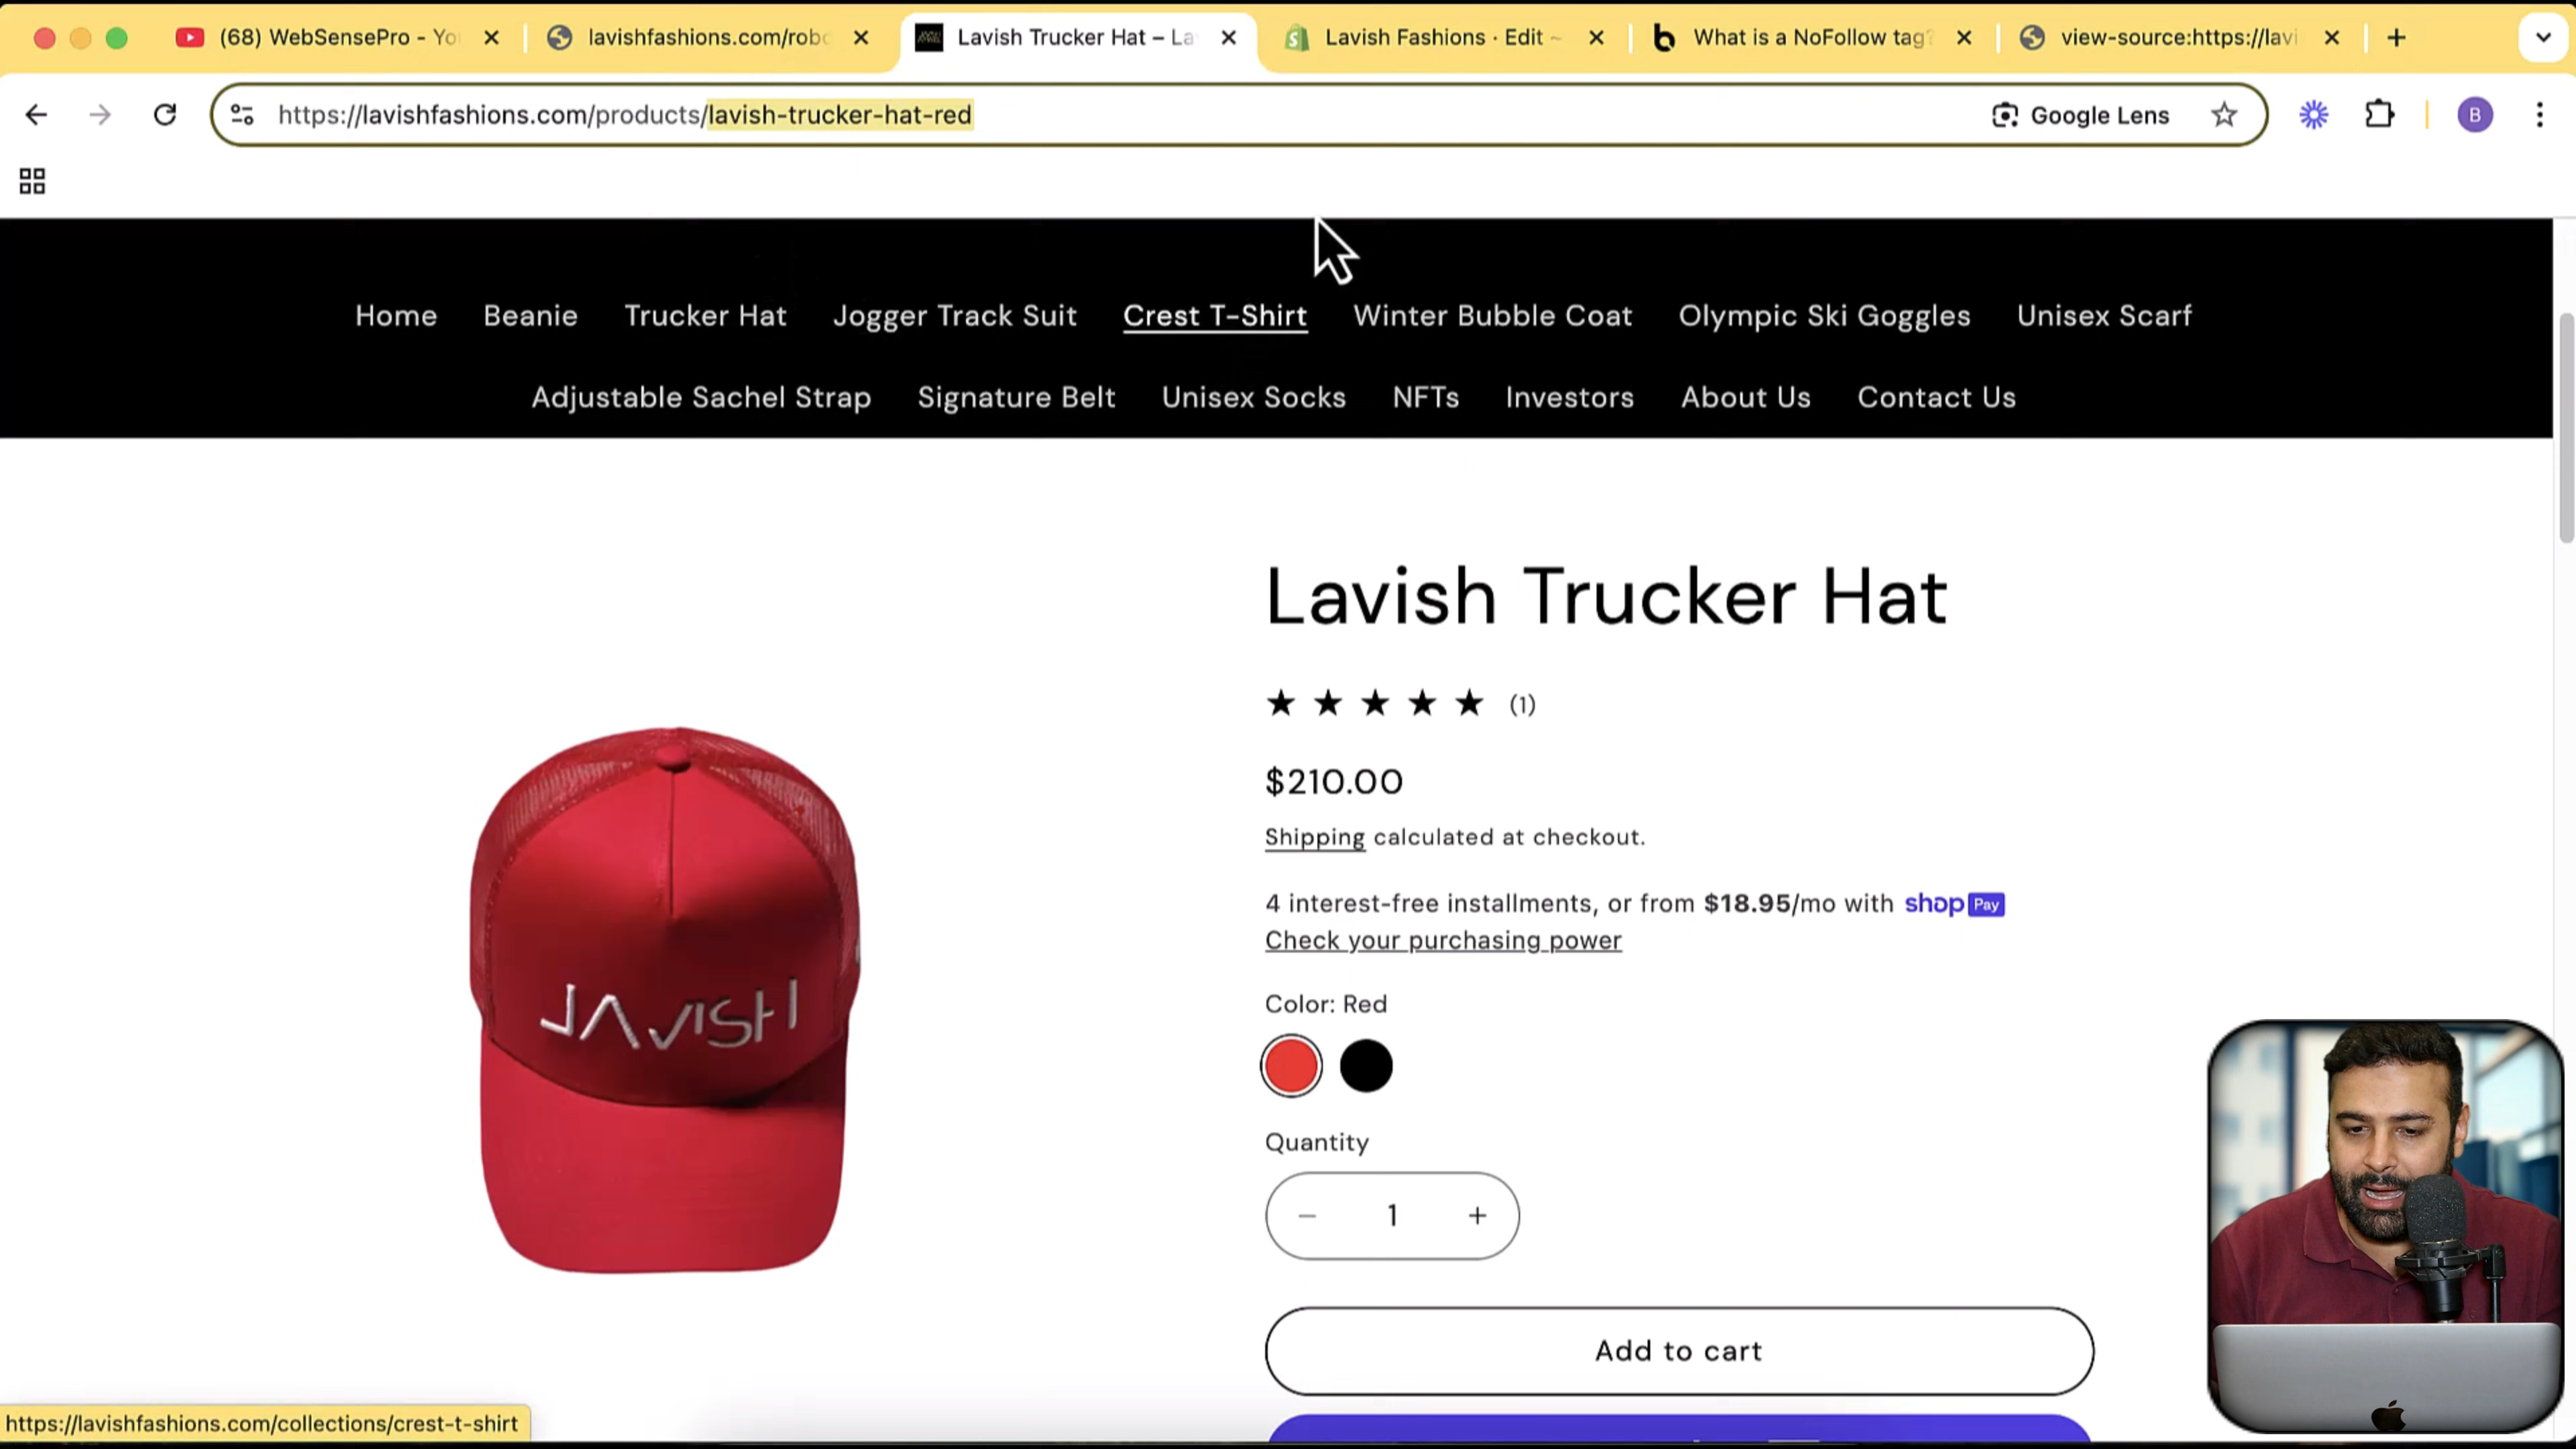 (68) WebSensePro - Yo
lavishfashions.com/robo
Lavish Trucker Hat – La
Lavish Fashions · Edit ~
What is a NoFollow tag?
view-source:https://lavi
https://lavishfashions.com/products/lavish-trucker-hat-red
Google Lens
B
Home Beanie Trucker Hat Jogger Track Suit Crest T-Shirt Winter Bubble Coat Olympic Ski Goggles Unisex Scarf
Adjustable Sachel Strap Signature Belt Unisex Socks NFTs Investors About Us Contact Us
Lavish Trucker Hat
★ ★ ★ ★ ★ (1)
$210.00
Shipping calculated at checkout.
4 interest-free installments, or from $18.95/mo with shop Pay
Check your purchasing power
Color: Red
LAVISH
Quantity
− 1 +
Add to cart
https://lavishfashions.com/collections/crest-t-shirt